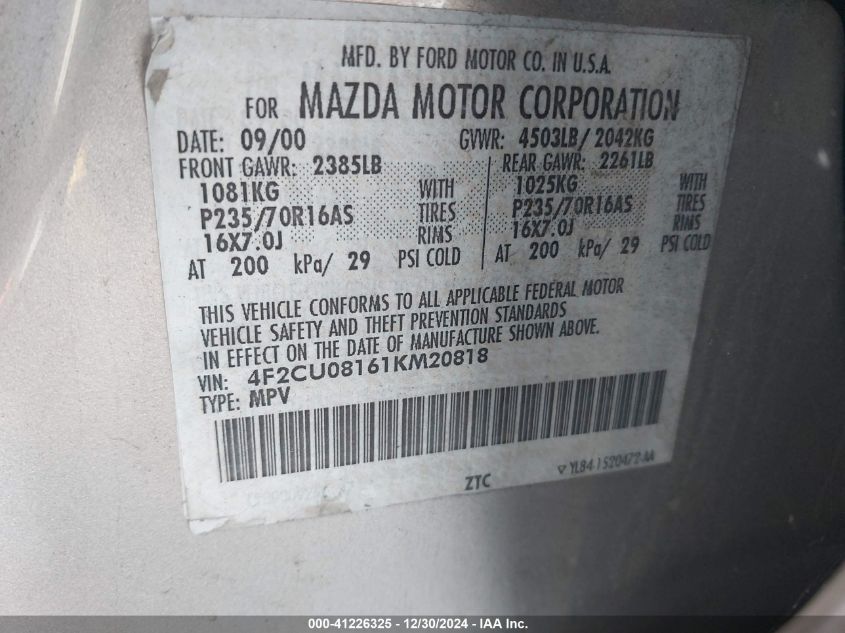 MFD. BY FORD MOTOR CO. IN U.S.A.
FOR MAZDA MOTOR CORPORATION
DATE: 09/00 GVWR: 4503LB/ 2042KG
FRONT GAWR: 2385LB REAR GAWR: 2261LB
1081KG WITH 1025KG WITH
P235/70R16AS TIRES P235/70R16AS TIRES
16X7.0J RIMS 16X7.0J RIMS
AT 200 kPa/ 29 PSI COLD AT 200 kPa/ 29 PSI COLD
THIS VEHICLE CONFORMS TO ALL APPLICABLE FEDERAL MOTOR
VEHICLE SAFETY AND THEFT PREVENTION STANDARDS
IN EFFECT ON THE DATE OF MANUFACTURE SHOWN ABOVE.
VIN: 4F2CU08161KM20818
TYPE: MPV
YL84-1520472-AA
ZTC
000-41226325 - 12/30/2024 - IAA Inc.